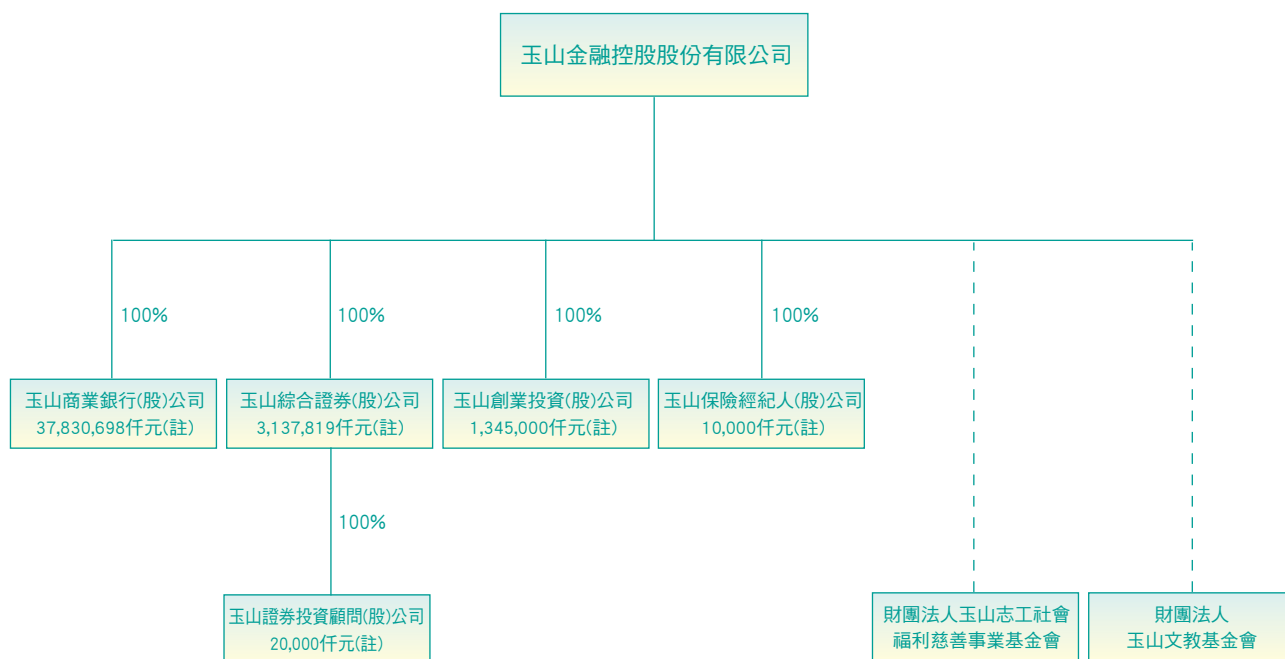 玉山金融控股股份有限公司
100%
100%
100%
100%
玉山商業銀行(股)公司
37,830,698仟元(註)
玉山綜合證券(股)公司
3,137,819仟元(註)
玉山創業投資(股)公司
1,345,000仟元(註)
玉山保險經紀人(股)公司
10,000仟元(註)
100%
玉山證券投資顧問(股)公司
20,000仟元(註)
財團法人玉山志工社會
福利慈善事業基金會
財團法人
玉山文教基金會